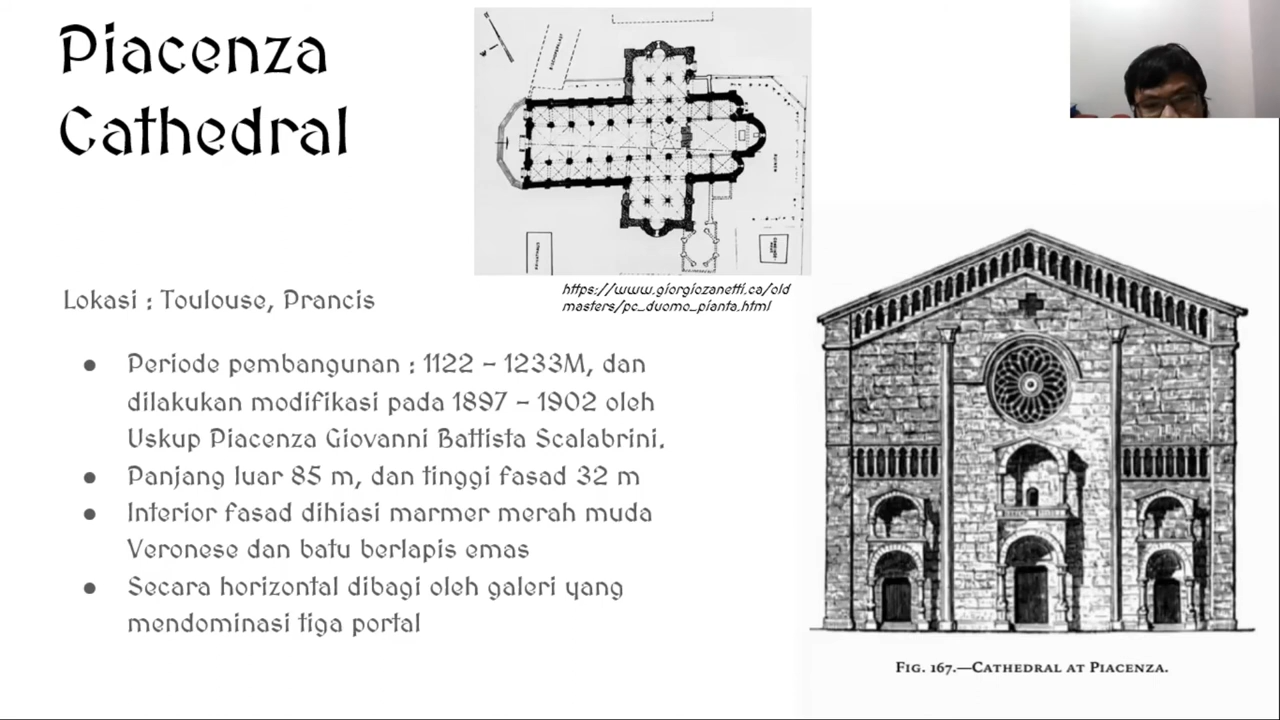 Piacenza
Cathedral
https://www.giorgiozanetti.ca/old
masters/pc_duomo_pianta.html
Lokasi : Toulouse, Prancis
● Periode pembangunan : 1122 – 1233M, dan
dilakukan modifikasi pada 1897 – 1902 oleh
Uskup Piacenza Giovanni Battista Scalabrini.
● Panjang luar 85 m, dan tinggi fasad 32 m
● Interior fasad dihiasi marmer merah muda
Veronese dan batu berlapis emas
● Secara horizontal dibagi oleh galeri yang
mendominasi tiga portal
Fig. 167.—Cathedral at Piacenza.